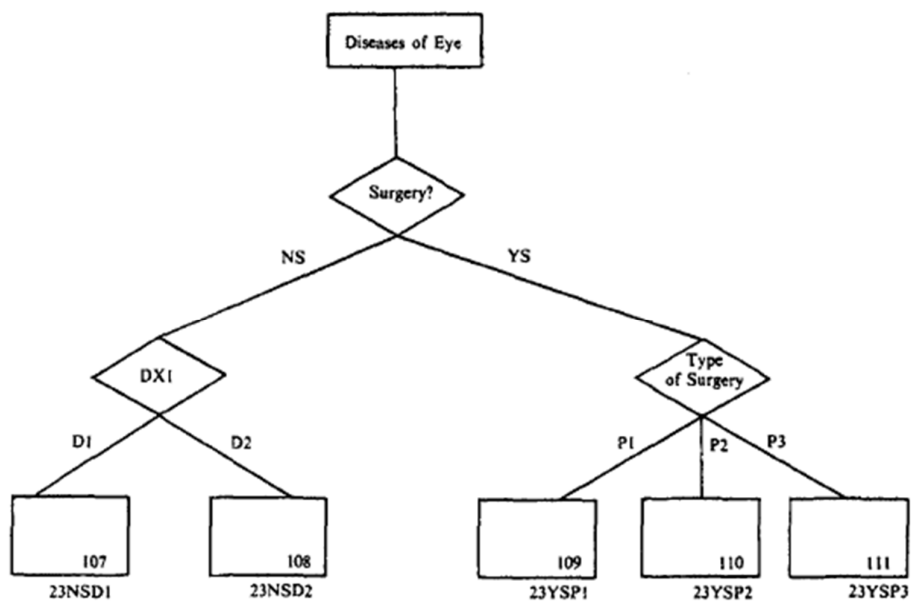 Diseases of Eye
Surgery?
NS
YS
DX1
Type
of Surgery
D1
D2
P1
P2
P3
107
108
109
110
111
23NSD1
23NSD2
23YSP1
23YSP2
23YSP3